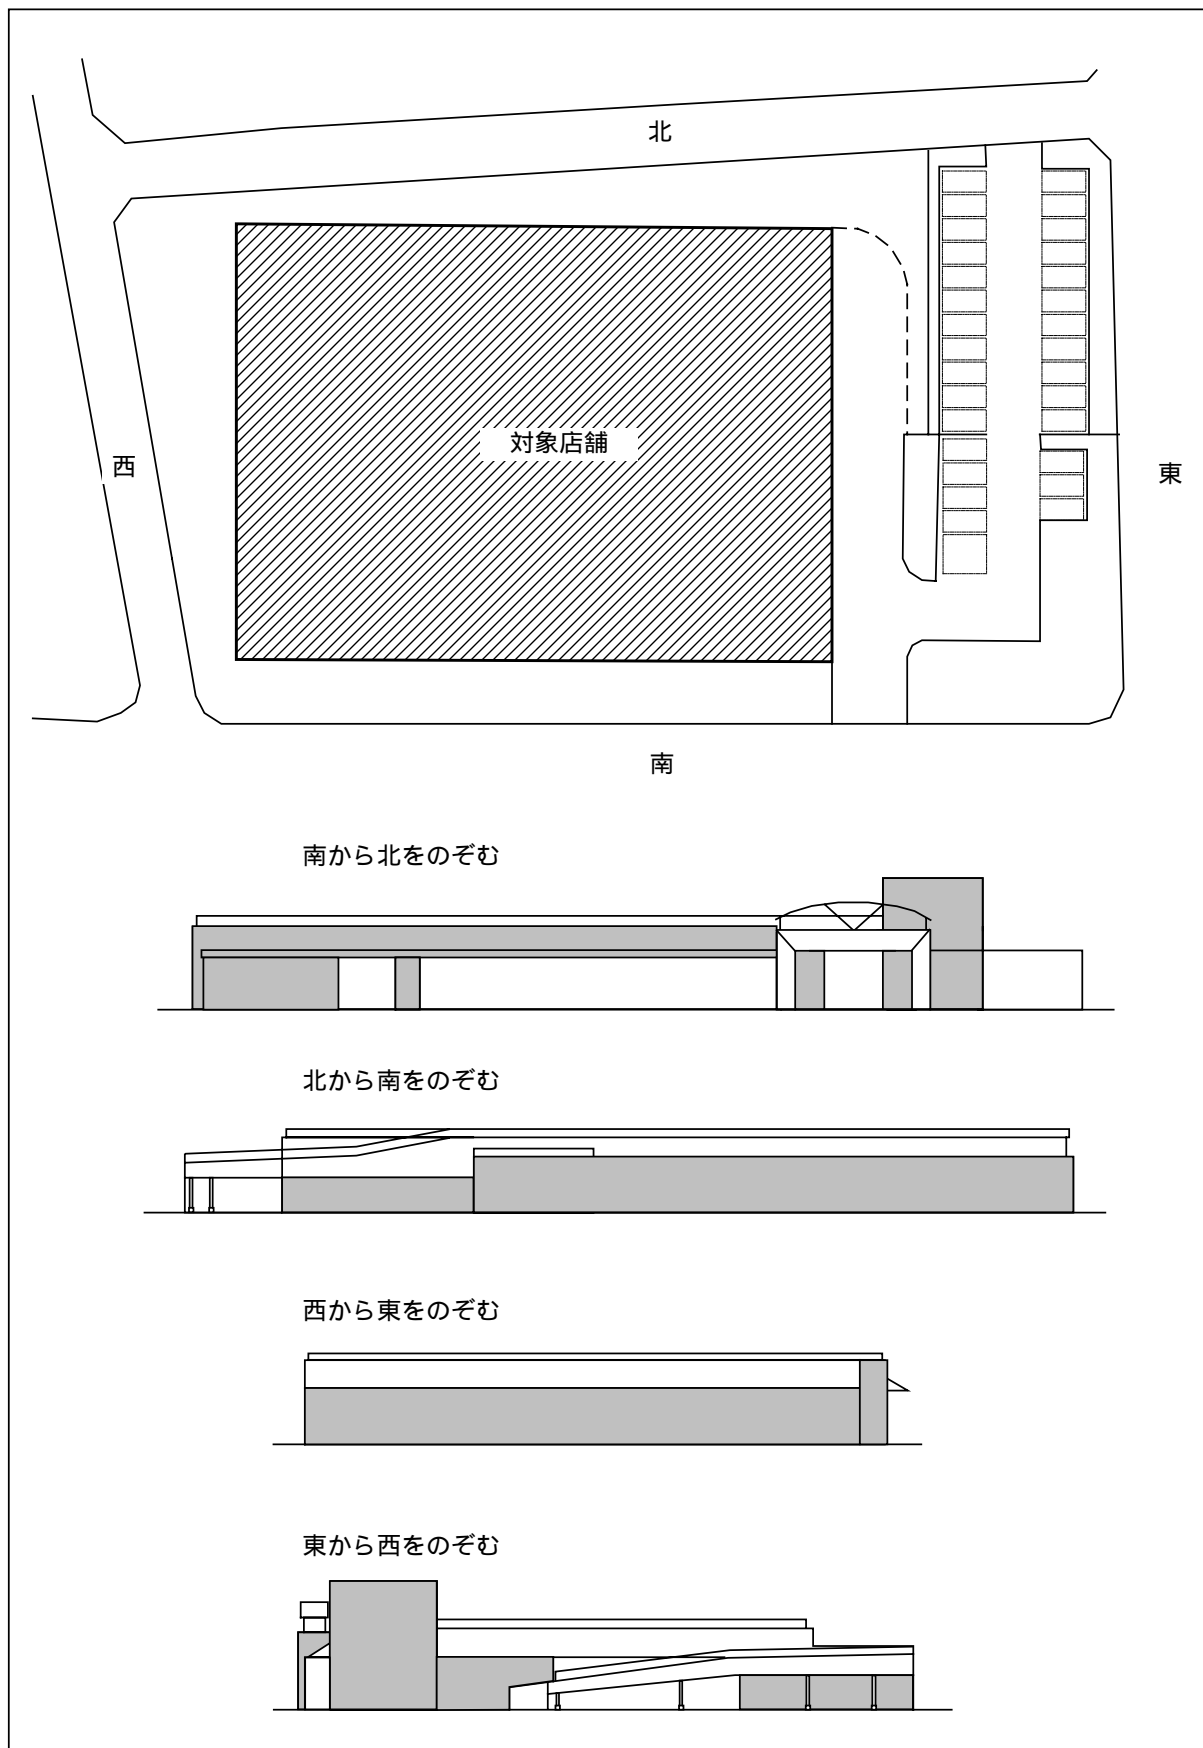 北
対象店舗
西
東
南
南から北をのぞむ
北から南をのぞむ
西から東をのぞむ
東から西をのぞむ